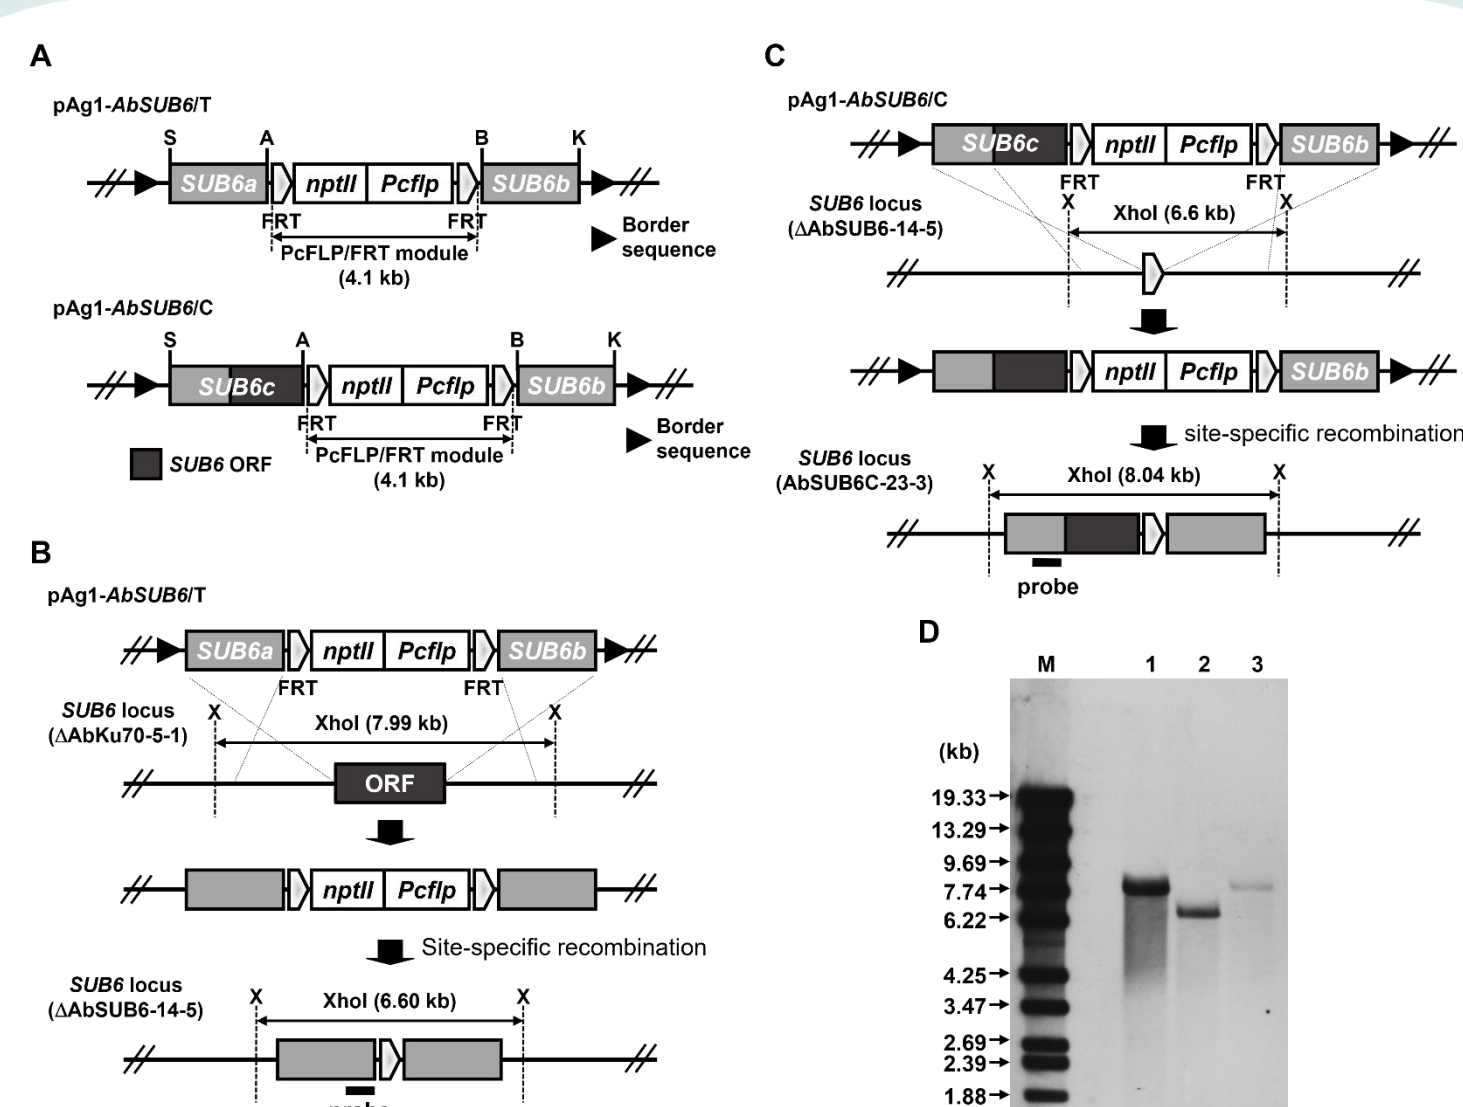 A
pAg1-AbSUB6/T
S A B K
SUB6a nptII Pcflp SUB6b
FRT FRT
PcFLP/FRT module
(4.1 kb)
Border
sequence
pAg1-AbSUB6/C
S A B K
SUB6c nptII Pcflp SUB6b
FRT FRT
PcFLP/FRT module
(4.1 kb)
Border
sequence
SUB6 ORF
B
pAg1-AbSUB6/T
SUB6a nptII Pcflp SUB6b
FRT FRT
SUB6 locus
(ΔAbKu70-5-1)
X XhoI (7.99 kb) X
ORF
nptII Pcflp
Site-specific recombination
SUB6 locus
(ΔAbSUB6-14-5)
X XhoI (6.60 kb) X
probe
C
pAg1-AbSUB6/C
SUB6c nptII Pcflp SUB6b
FRT FRT
SUB6 locus
(ΔAbSUB6-14-5)
X XhoI (6.6 kb) X
nptII Pcflp SUB6b
site-specific recombination
SUB6 locus
(AbSUB6C-23-3)
X XhoI (8.04 kb) X
probe
D
M 1 2 3
(kb)
19.33
13.29
9.69
7.74
6.22
4.25
3.47
2.69
2.39
1.88